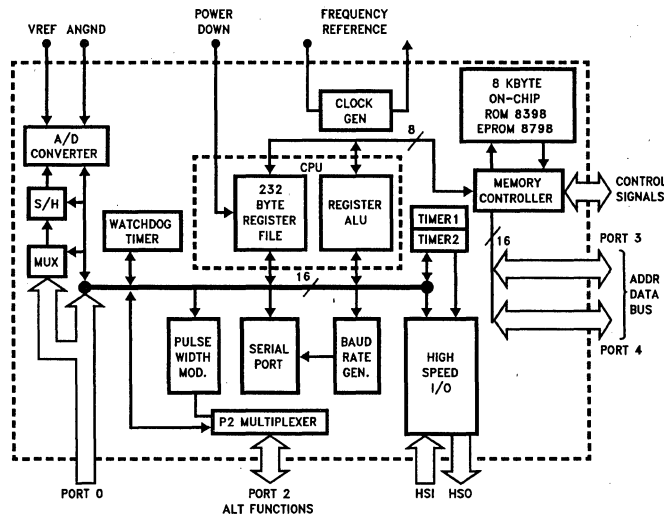 VREF ANGND
POWER
DOWN
FREQUENCY
REFERENCE
8 KBYTE
ON-CHIP
ROM 8398
EPROM 8798
CLOCK
GEN
A/D
CONVERTER
8
CPU
S/H
232
BYTE
REGISTER
FILE
REGISTER
ALU
MEMORY
CONTROLLER
CONTROL
SIGNALS
WATCHDOG
TIMER
TIMER1
TIMER2
MUX
16
16
PORT 3
ADDR
DATA
BUS
PORT 4
PULSE
WIDTH
MOD.
SERIAL
PORT
BAUD
RATE
GEN.
HIGH
SPEED
I/O
P2 MULTIPLEXER
PORT 0
PORT 2
ALT FUNCTIONS
HSI
HSO